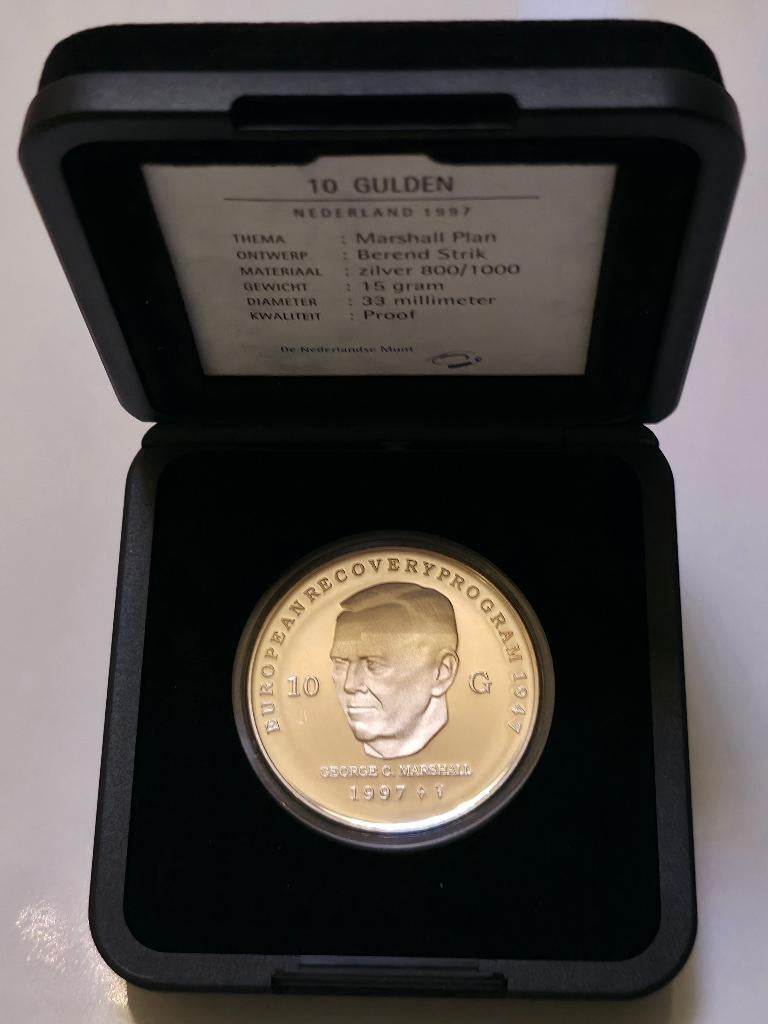 10 GULDEN
NEDERLAND 1997
THEMA : Marshall Plan
ONTWERP : Berend Strik
MATERIAAL : zilver 800/1000
GEWICHT : 15 gram
DIAMETER : 33 millimeter
KWALITEIT : Proof
De Nederlandse Munt
EUROPEAN RECOVERY PROGRAM 1947
10 G
GEORGE C. MARSHALL
1997